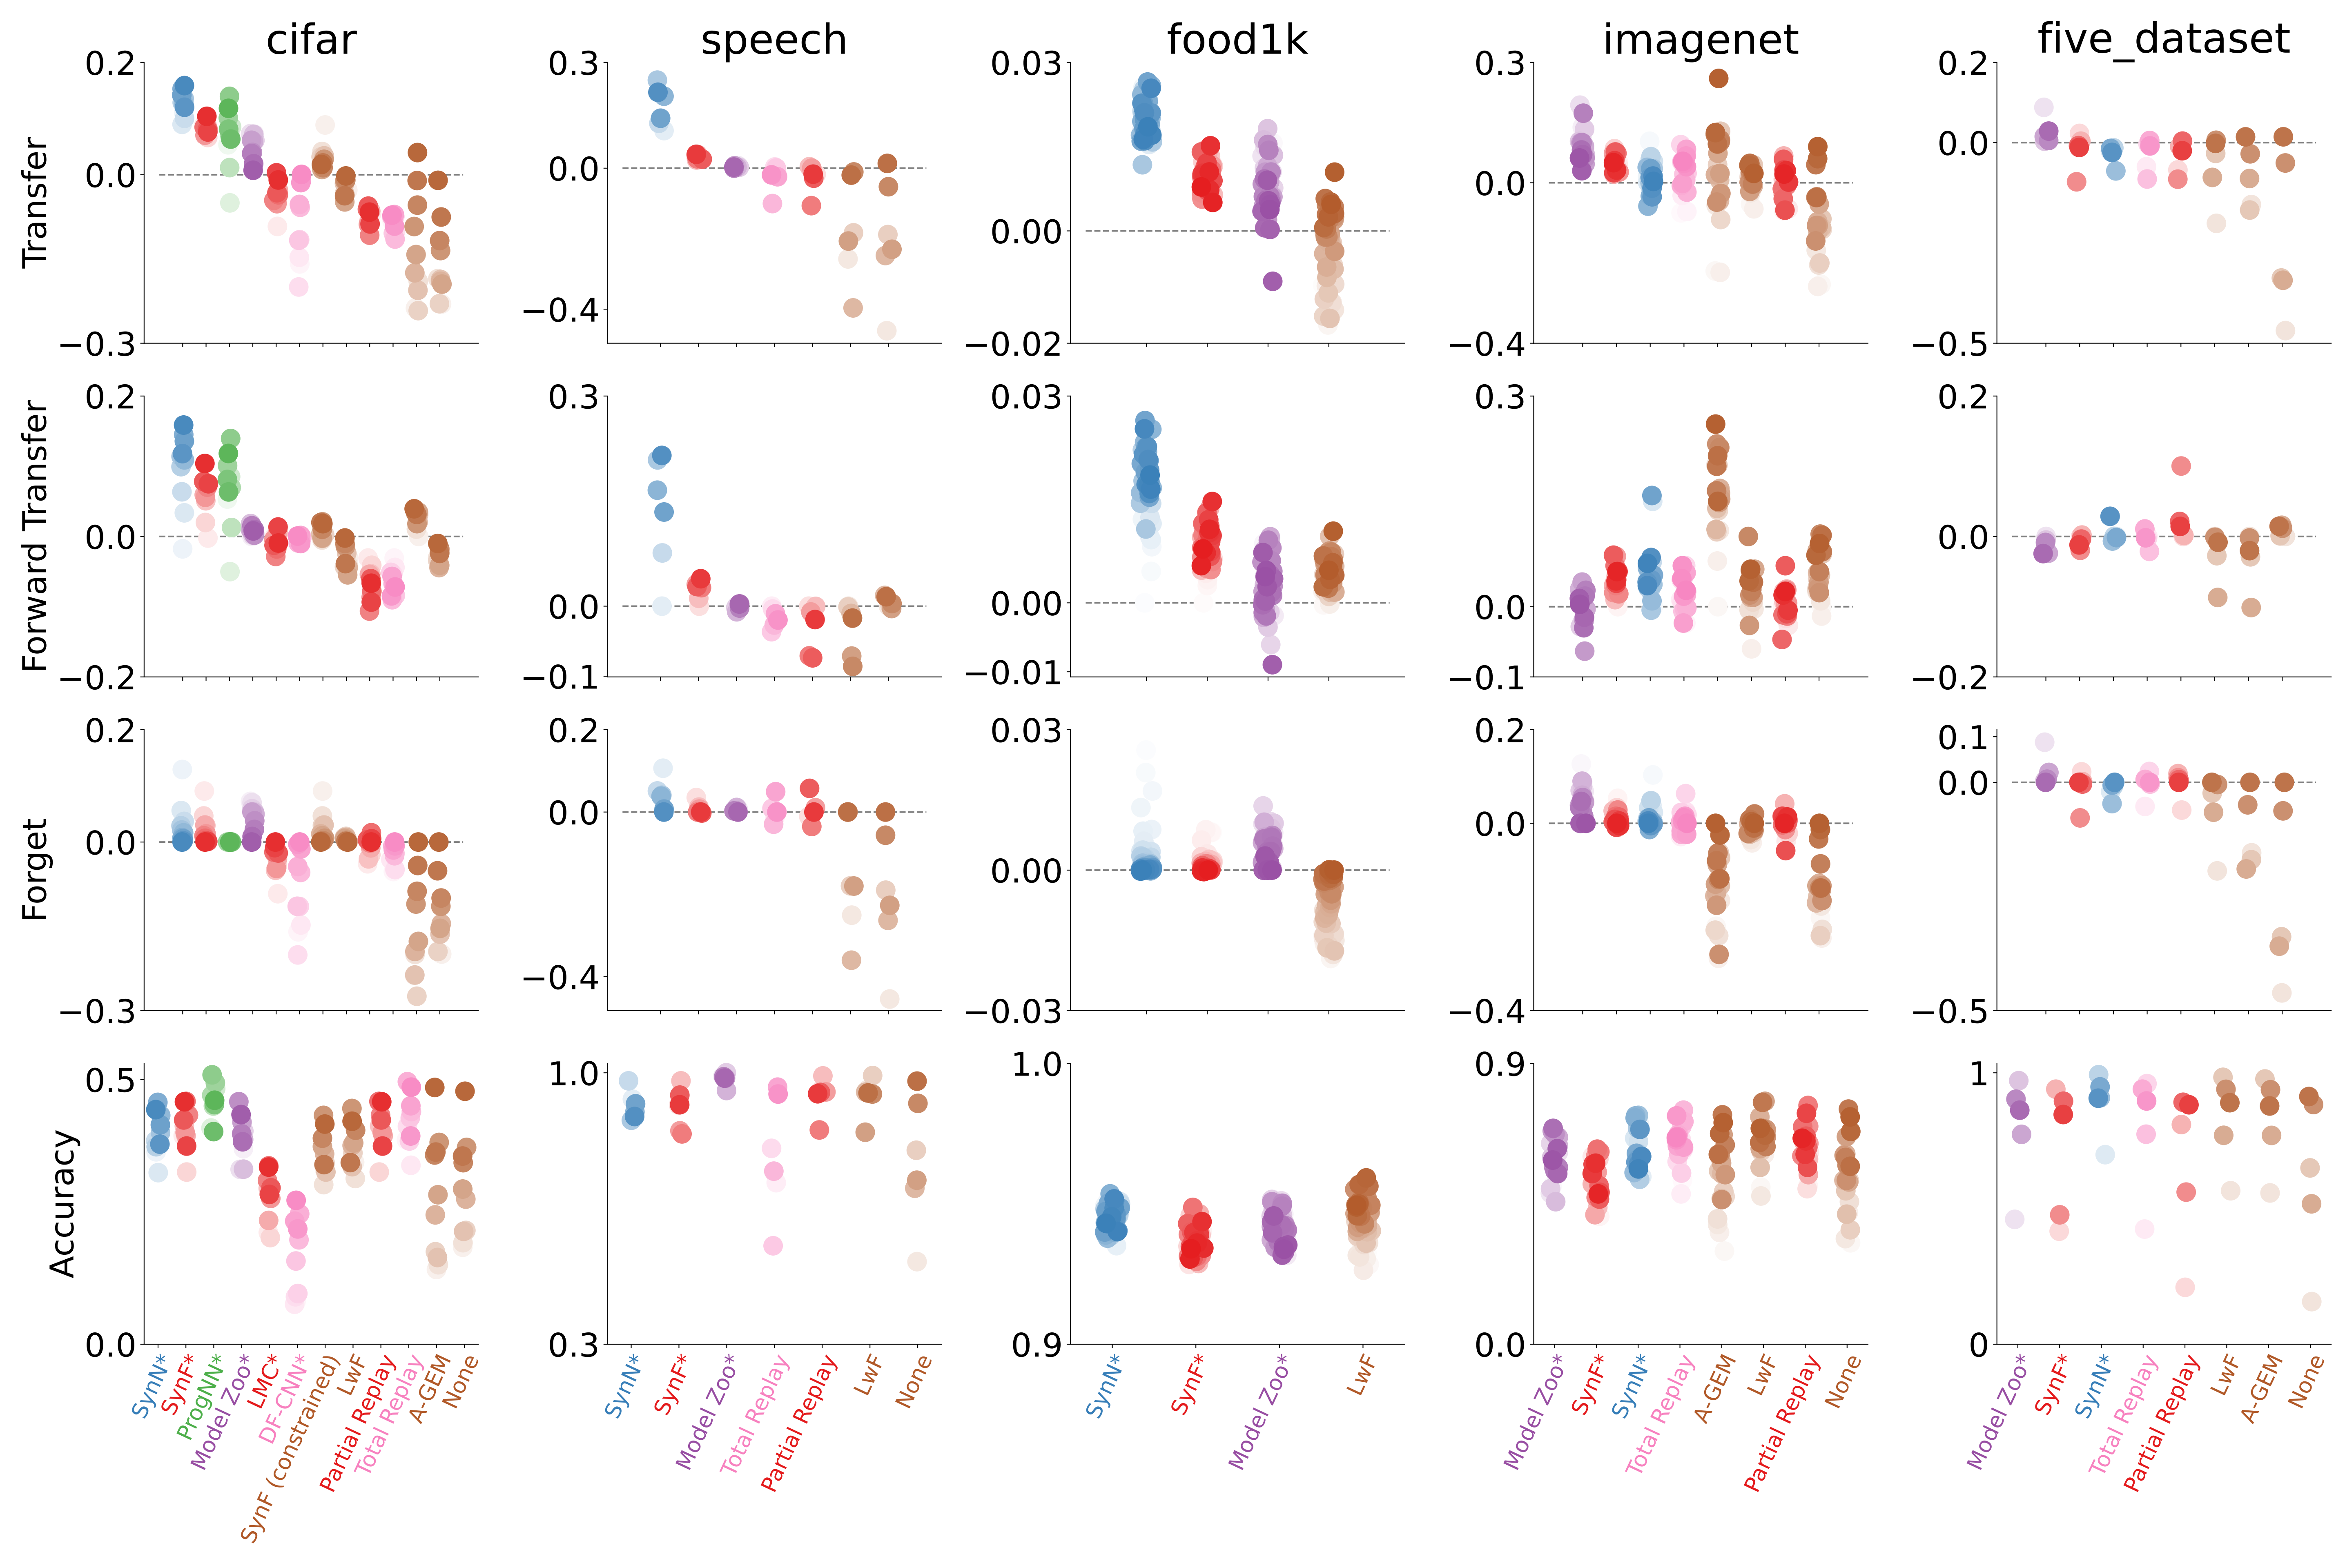 cifar
speech
food1k
imagenet
five_dataset
Transfer
0.2
0.0
−0.3
0.3
0.0
−0.4
0.03
0.00
−0.02
0.3
0.0
−0.4
0.2
0.0
−0.5
Forward Transfer
0.2
0.0
−0.2
0.3
0.0
−0.1
0.03
0.00
−0.01
0.3
0.0
−0.1
0.2
0.0
−0.2
Forget
0.2
0.0
−0.3
0.2
0.0
−0.4
0.03
0.00
−0.03
0.2
0.0
−0.4
0.1
0.0
−0.5
Accuracy
0.5
0.0
1.0
0.3
1.0
0.9
0.9
0.0
1
0
SynN*
SynF*
ProgNN*
Model Zoo*
LMC*
DF-CNN*
SynF (constrained)
LwF
Partial Replay
Total Replay
A-GEM
None
SynN*
SynF*
Model Zoo*
Total Replay
Partial Replay
LwF
None
SynN*
SynF*
Model Zoo*
LwF
Model Zoo*
SynF*
SynN*
Total Replay
A-GEM
LwF
Partial Replay
None
Model Zoo*
SynF*
SynN*
Total Replay
Partial Replay
LwF
A-GEM
None